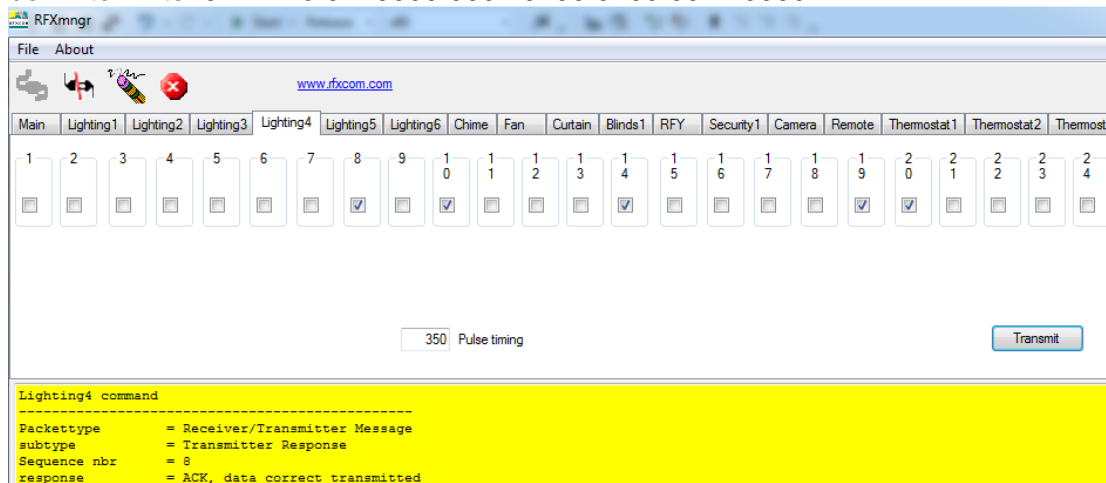 RFXmngr
File About
www.rfxcom.com
Main Lighting1 Lighting2 Lighting3 Lighting4 Lighting5 Lighting6 Chime Fan Curtain Blinds1 RFY Security1 Camera Remote Thermostat1 Thermostat2 Thermost
1 2 3 4 5 6 7 8 9 10 11 12 13 14 15 16 17 18 19 20 21 22 23 24
350 Pulse timing
Transmit
Lighting4 command
------------------------------------------------
Packettype = Receiver/Transmitter Message
subtype = Transmitter Response
Sequence nbr = 8
response = ACK, data correct transmitted